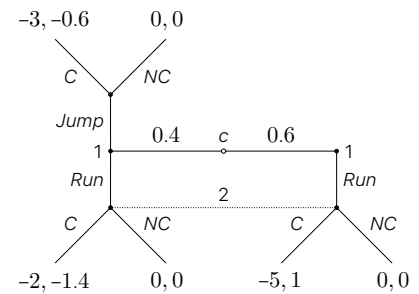 −3, −0.6 0, 0
C NC
Jump
0.4 c 0.6
1 1
Run 2 Run
C NC C NC
−2, −1.4 0, 0 −5, 1 0, 0